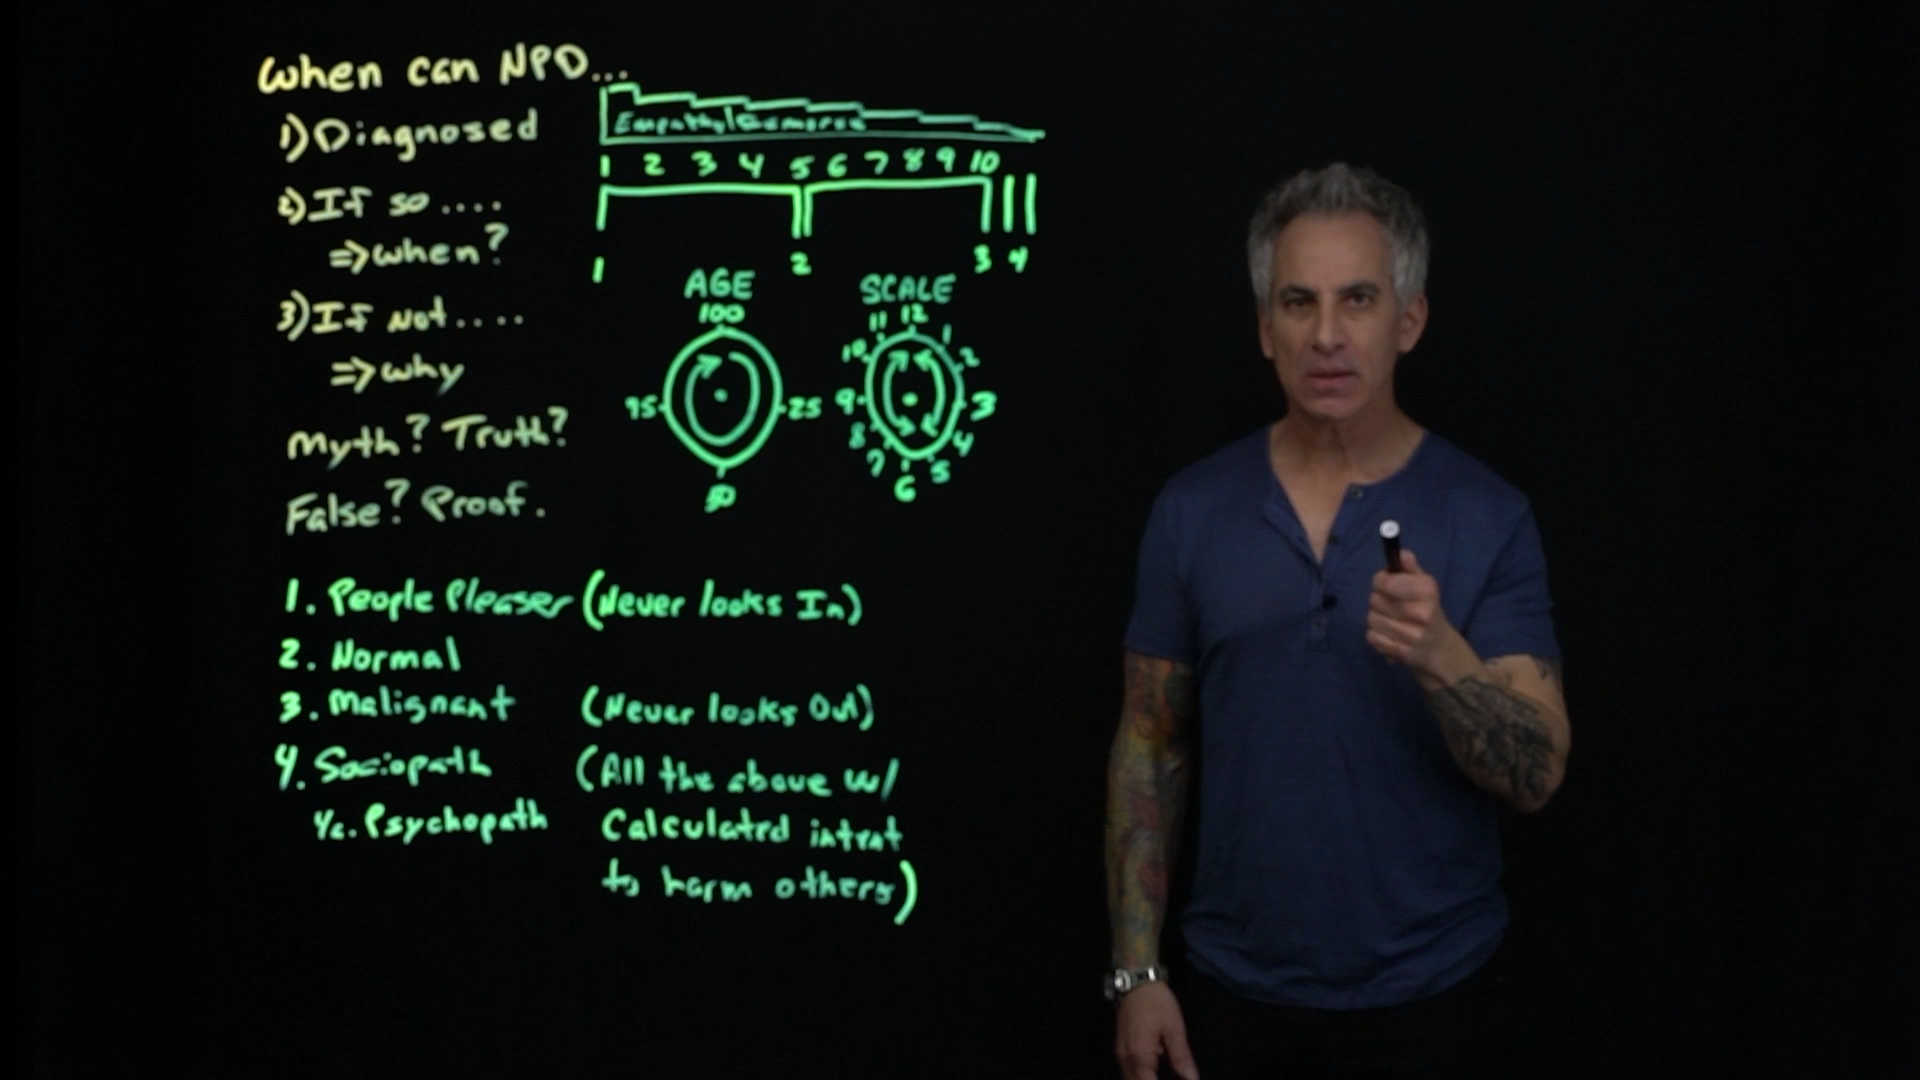 When can NPD...
1) Diagnosed
2) If so ....
=> when?
3) If Not ....
=> why
Myth? Truth?
False? Proof.
Empathy/Remorse
1 2 3 4 5 6 7 8 9 10
1 2 3 4
AGE
100
75 25
50
SCALE
12
11 1
10 2
9 3
8 4
7 5
6
1. People Pleaser (Never looks In)
2. Normal
3. Malignant (Never looks Out)
4. Sociopath (All the above w/
4a. Psychopath Calculated intent
to harm others)